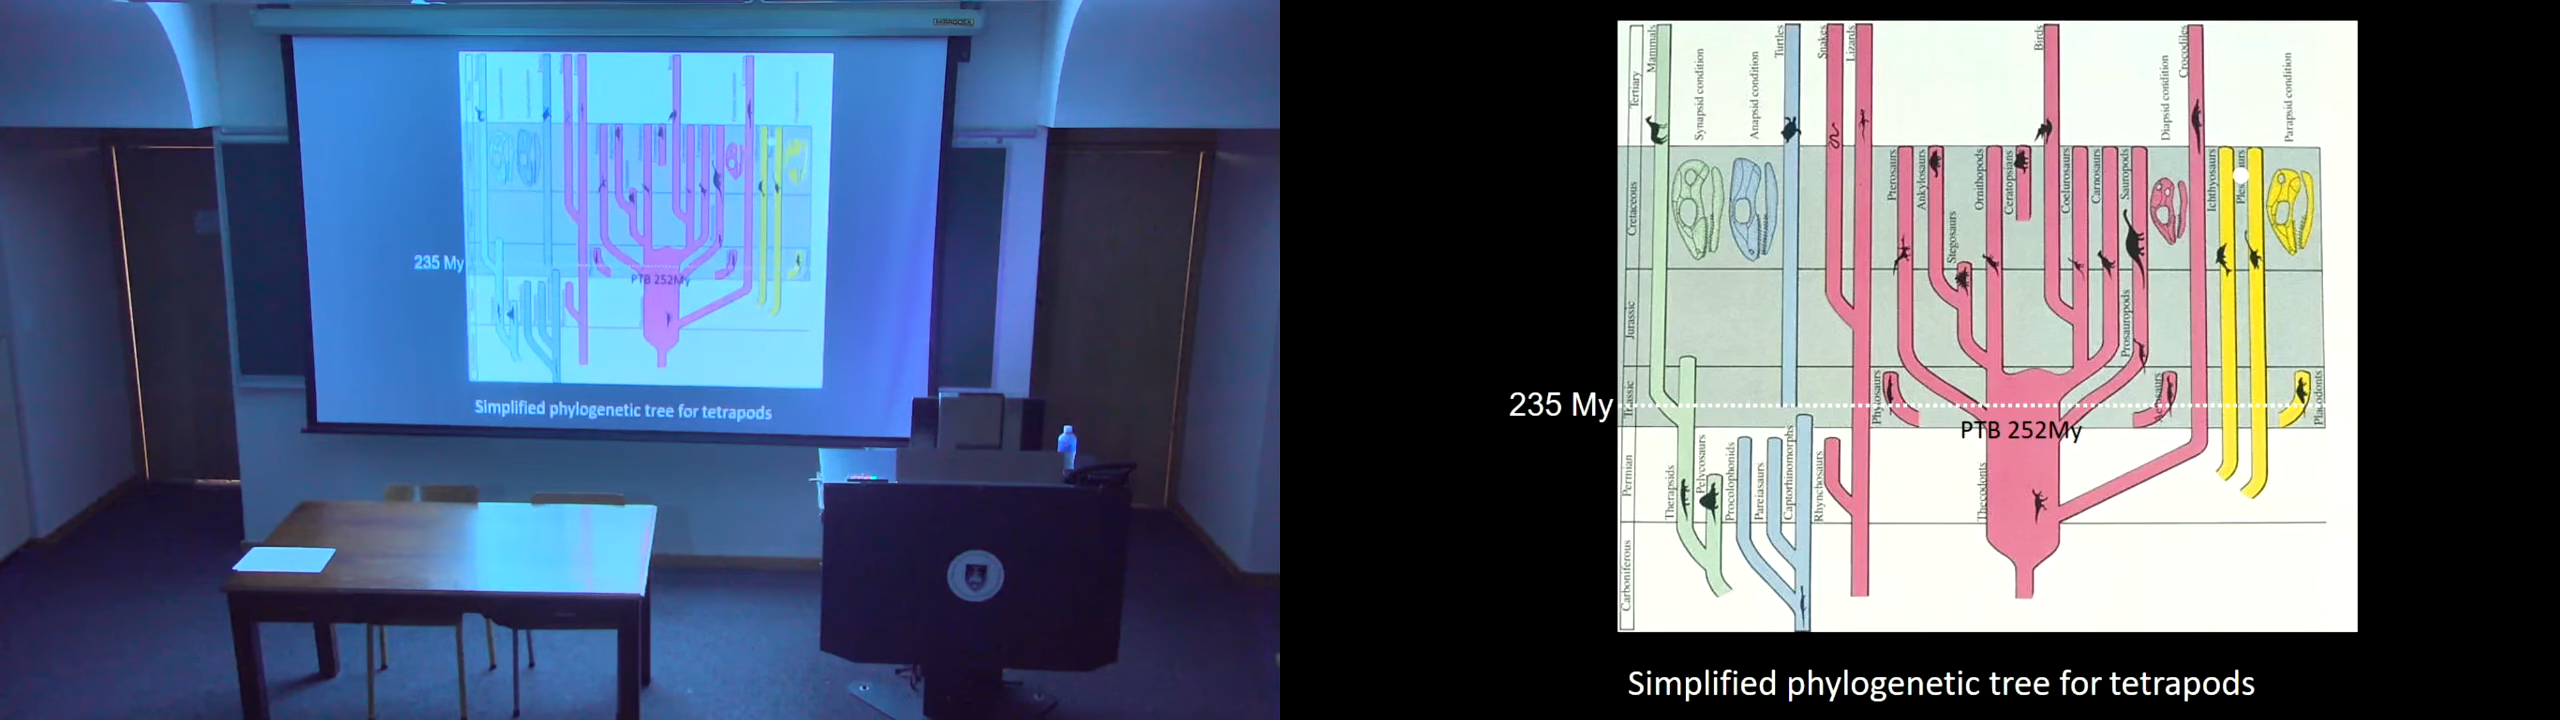 235 My
PTB 252My
Simplified phylogenetic tree for tetrapods
Mammals
Synapsid condition
Anapsid condition
Turtles
Snakes
Lizards
Birds
Diapsid condition
Crocodiles
Parapsid condition
Tertiary
Cretaceous
Jurassic
Triassic
Permian
Carboniferous
Pterosaurs
Ankylosaurs
Stegosaurs
Ornithopods
Ceratopsians
Coelurosaurs
Carnosaurs
Sauropods
Prosauropods
Ichthyosaurs
Phytosaurs
Aetosaurs
Placodonts
235 My
PTB 252My
Therapsids
Pelycosaurs
Procolophonids
Pareiasaurs
Captorhinomorphs
Rhynchosaurs
Thecodonts
Simplified phylogenetic tree for tetrapods